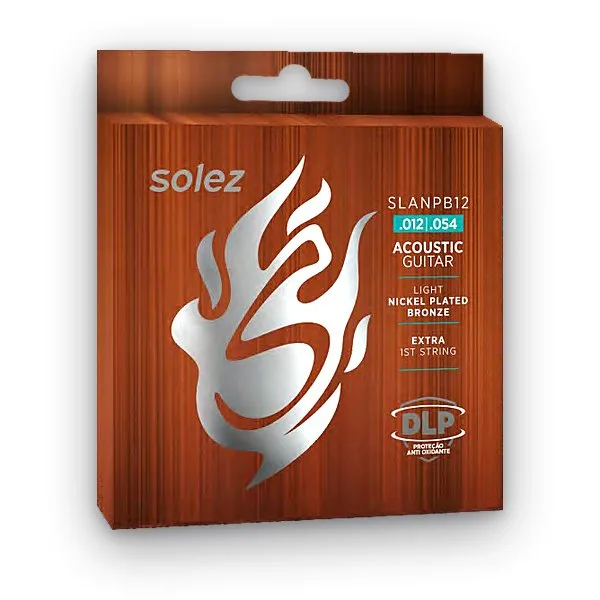 solez
SLANPB12
.012 .054
ACOUSTIC
GUITAR
LIGHT
NICKEL PLATED
BRONZE
EXTRA
1ST STRING
DLP
PROTEÇÃO
ANTI OXIDANTE